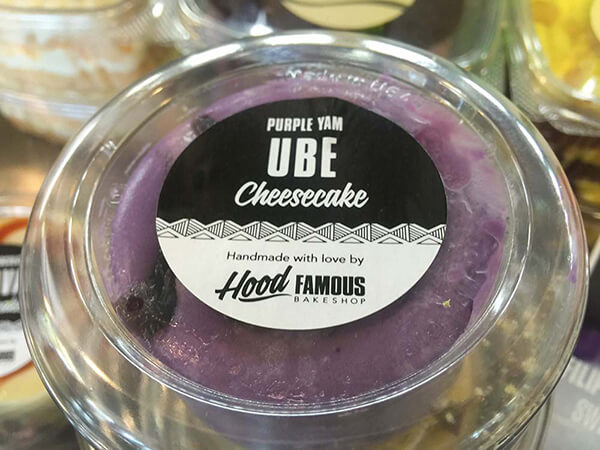 PURPLE YAM
UBE
Cheesecake
Handmade with love by
Hood FAMOUS
BAKESHOP